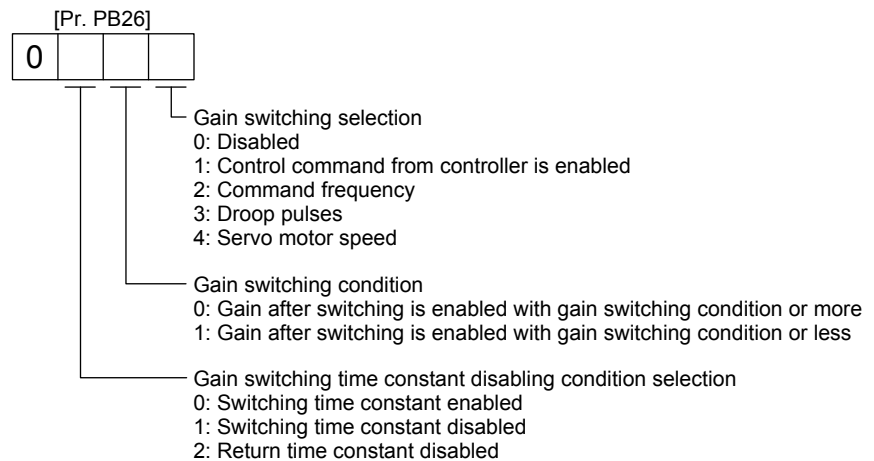 [Pr. PB26]
0
Gain switching selection
0: Disabled
1: Control command from controller is enabled
2: Command frequency
3: Droop pulses
4: Servo motor speed
Gain switching condition
0: Gain after switching is enabled with gain switching condition or more
1: Gain after switching is enabled with gain switching condition or less
Gain switching time constant disabling condition selection
0: Switching time constant enabled
1: Switching time constant disabled
2: Return time constant disabled